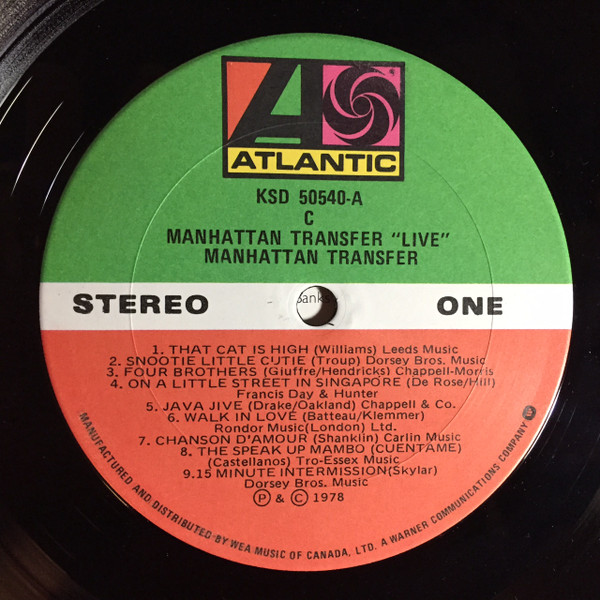 ATLANTIC
KSD 50540-A
C
MANHATTAN TRANSFER "LIVE"
MANHATTAN TRANSFER
STEREO
Banks
ONE
1. THAT CAT IS HIGH (Williams) Leeds Music
2. SNOOTIE LITTLE CUTIE (Troup) Dorsey Bros. Music
3. FOUR BROTHERS (Giuffre/Hendricks) Chappell-Morris
4. ON A LITTLE STREET IN SINGAPORE (De Rose/Hill)
Francis Day & Hunter
5. JAVA JIVE (Drake/Oakland) Chappell & Co.
6. WALK IN LOVE (Batteau/Klemmer)
Rondor Music(London) Ltd.
7. CHANSON D'AMOUR (Shanklin) Carlin Music
8. THE SPEAK UP MAMBO (CUENTAME)
(Castellanos) Tro-Essex Music
9.15 MINUTE INTERMISSION(Skylar)
Dorsey Bros. Music
Ⓟ & © 1978
MANUFACTURED AND DISTRIBUTED BY WEA MUSIC OF CANADA, LTD. A WARNER COMMUNICATIONS COMPANY